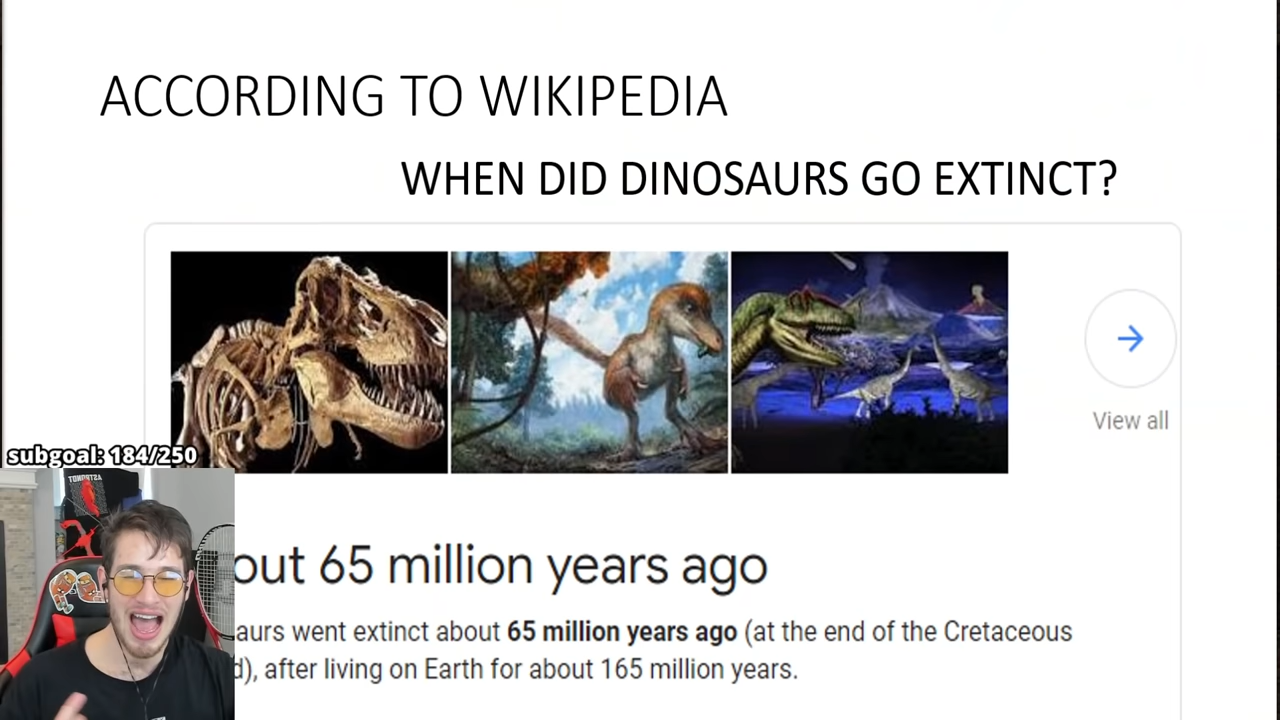 ACCORDING TO WIKIPEDIA
WHEN DID DINOSAURS GO EXTINCT?
View all
subgoal: 184/250
out 65 million years ago
aurs went extinct about 65 million years ago (at the end of the Cretaceous
d), after living on Earth for about 165 million years.